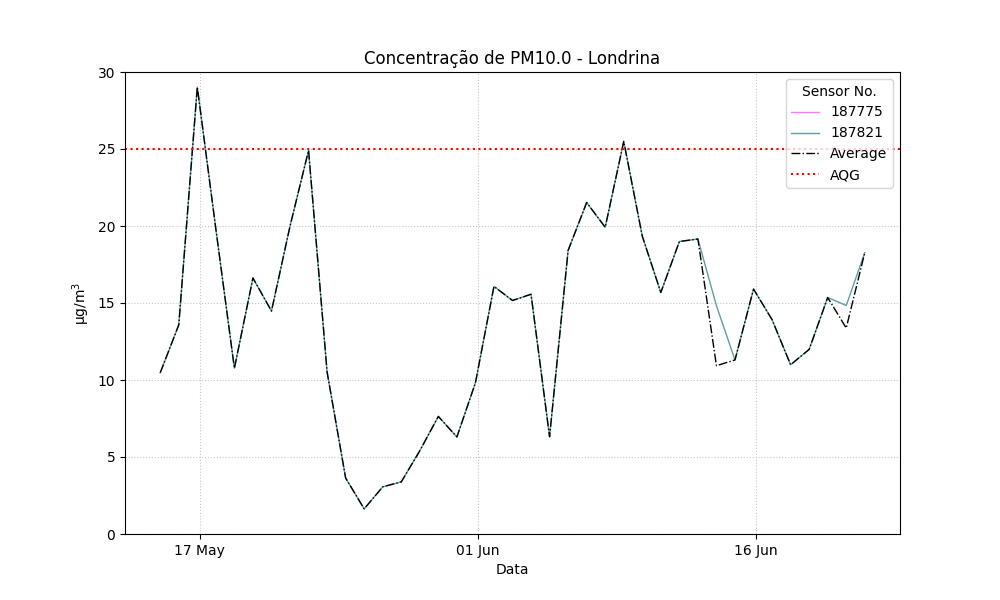 Concentração de PM10.0 - Londrina
30
25
20
15
10
5
0
µg/m³
17 May
01 Jun
16 Jun
Data
Sensor No.
187775
187821
Average
AQG